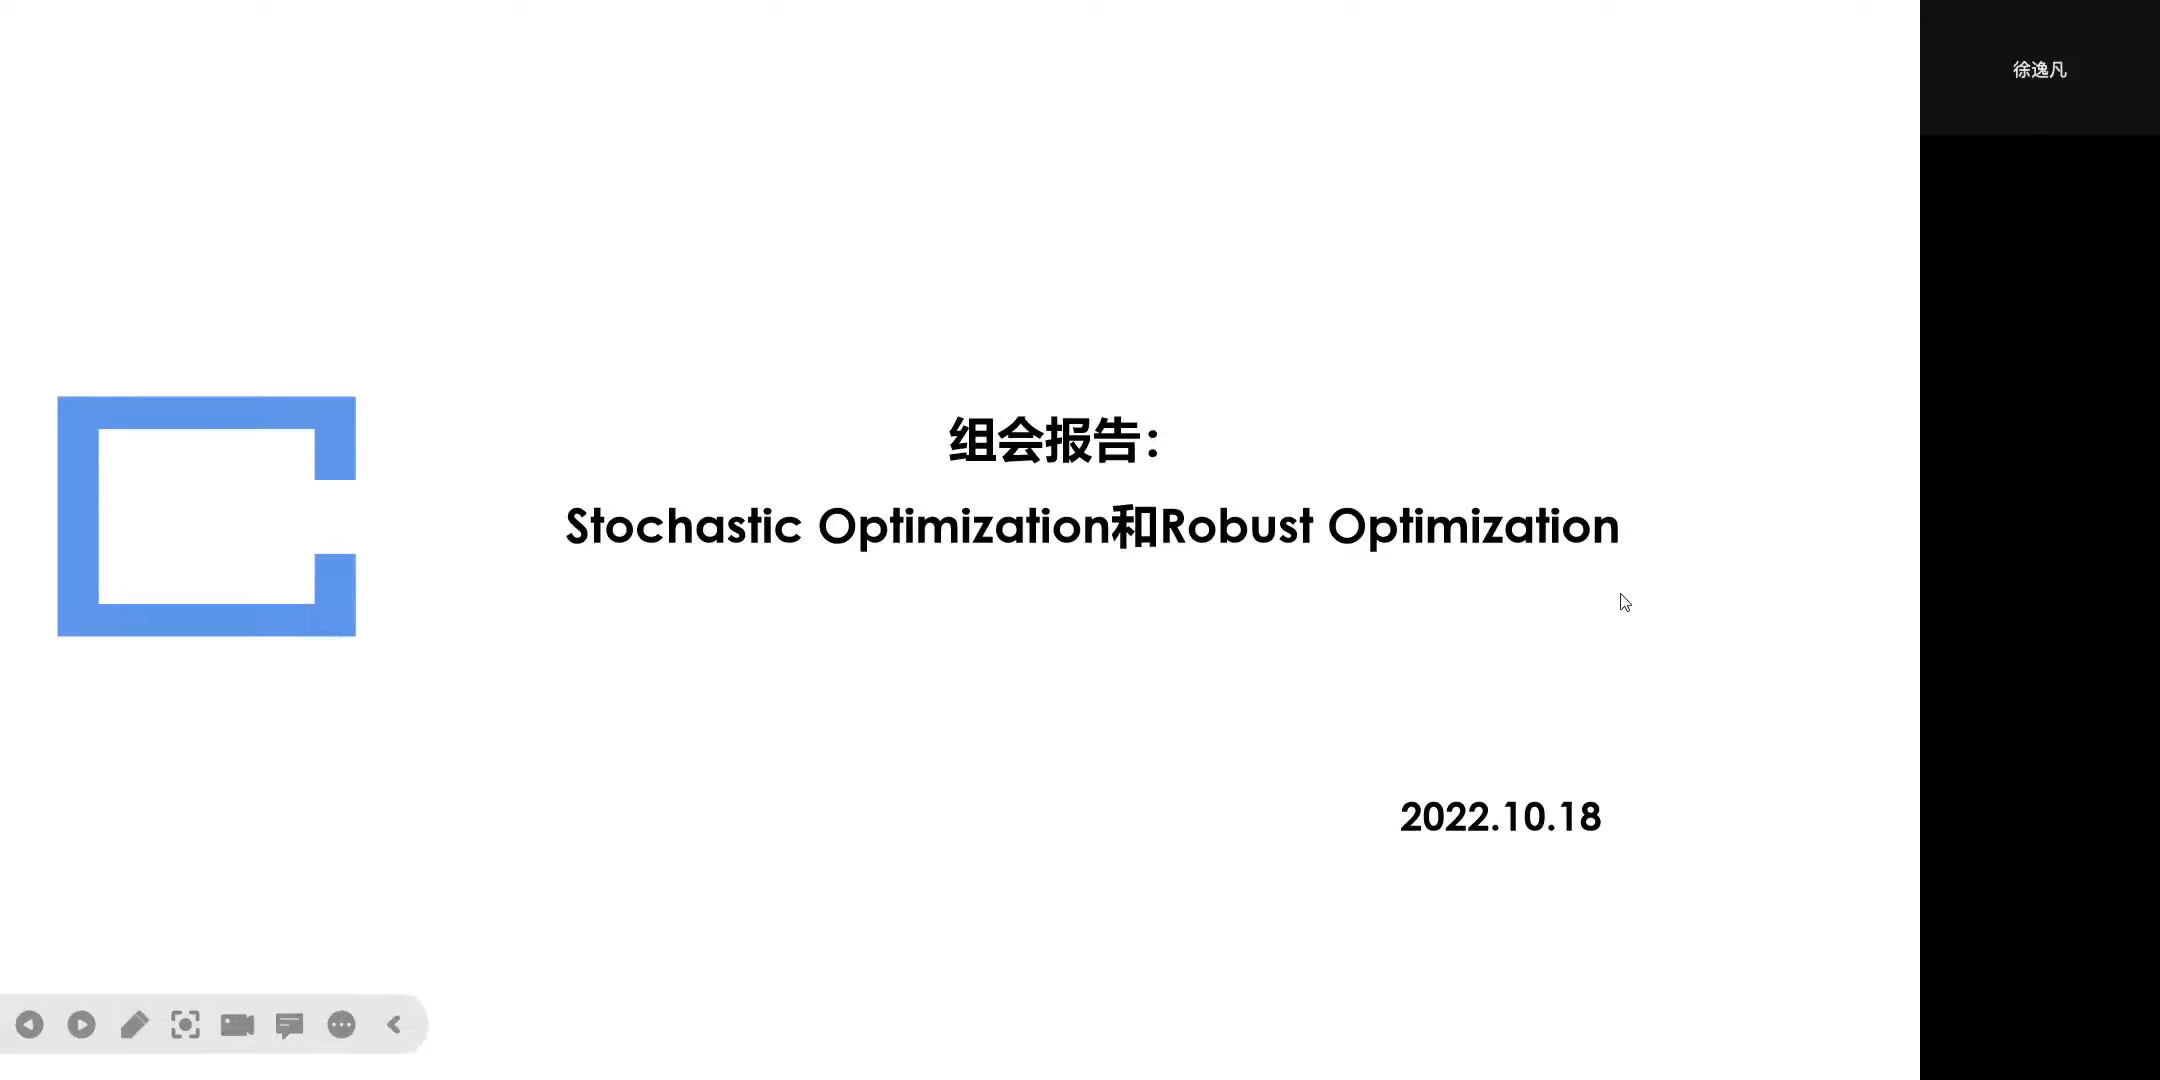 徐逸凡
组会报告：
Stochastic Optimization和Robust Optimization
2022.10.18